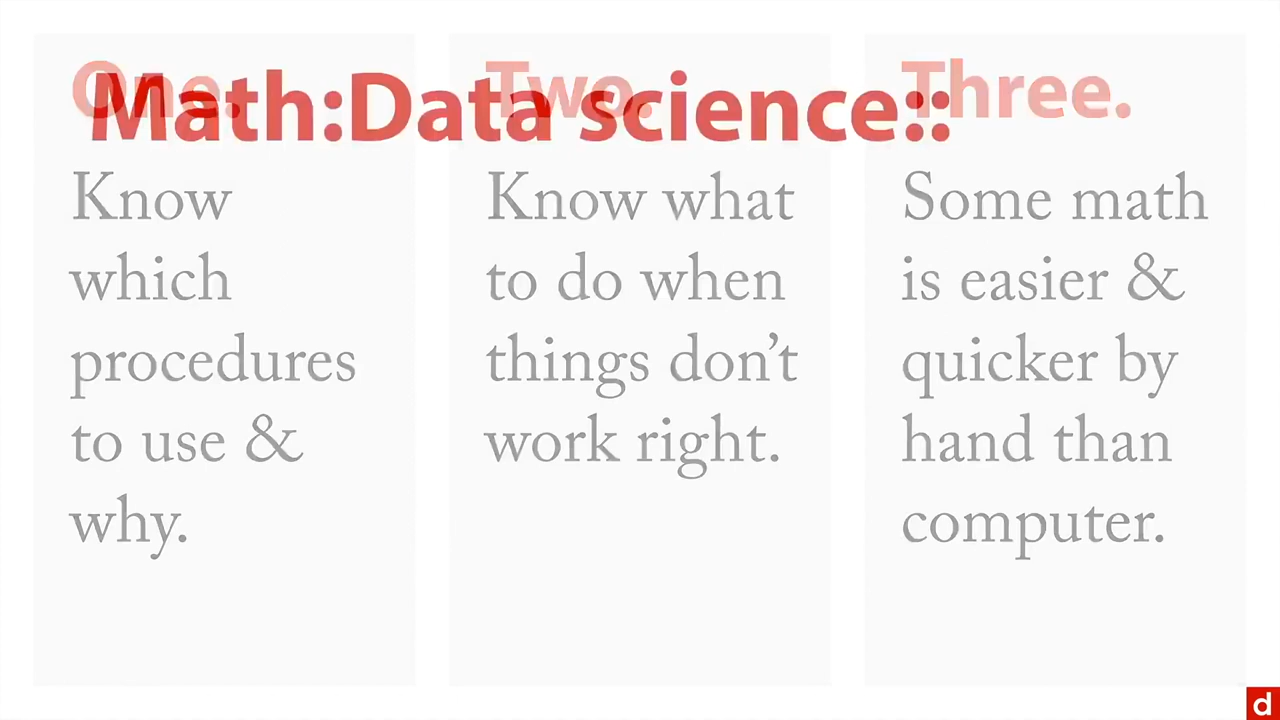 Math:Data science::
One.
Know
which
procedures
to use &
why.
Two.
Know what
to do when
things don't
work right.
Three.
Some math
is easier &
quicker by
hand than
computer.
d